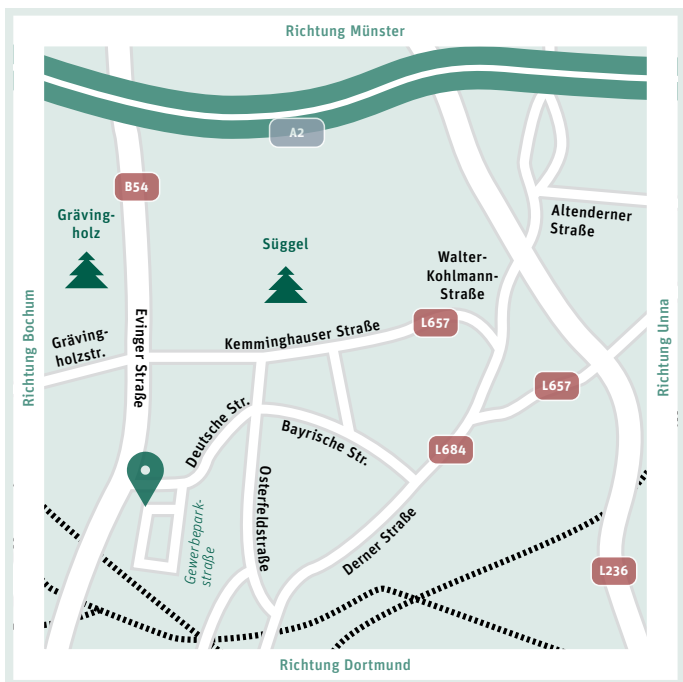 Richtung Münster
A2
B54
Gräving-
holz
Altenderner
Straße
Süggel
Walter-
Kohlmann-
Straße
Richtung Bochum
Richtung Unna
Gräving-
holzstr.
Evinger Straße
Kemminghauser Straße
L657
L657
Deutsche Str.
Bayrische Str.
L684
Osterfeldstraße
Gewerbepark-
straße
Derner Straße
L236
Richtung Dortmund